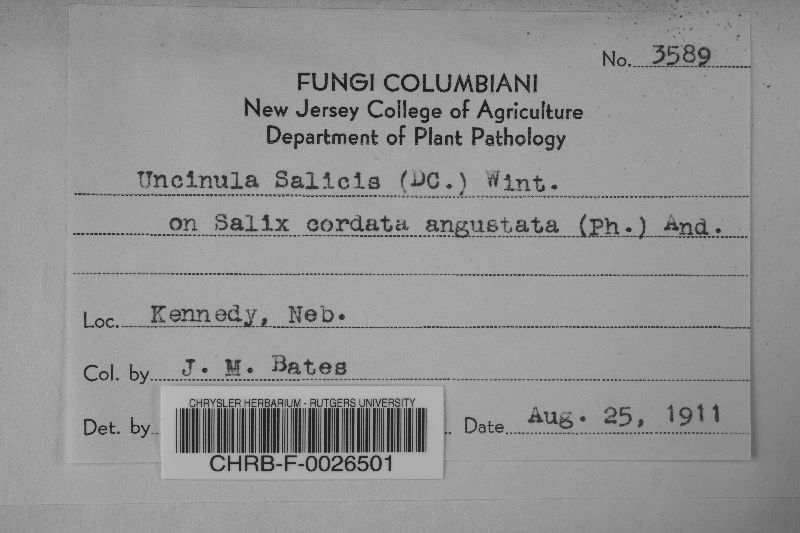 No. 3589
FUNGI COLUMBIANI
New Jersey College of Agriculture
Department of Plant Pathology
Uncinula Salicis (DC.) Wint.
on Salix cordata angustata (Ph.) And.
Loc. Kennedy, Neb.
Col. by J. M. Bates
Det. by Date Aug. 25, 1911
CHRYSLER HERBARIUM - RUTGERS UNIVERSITY
CHRB-F-0026501